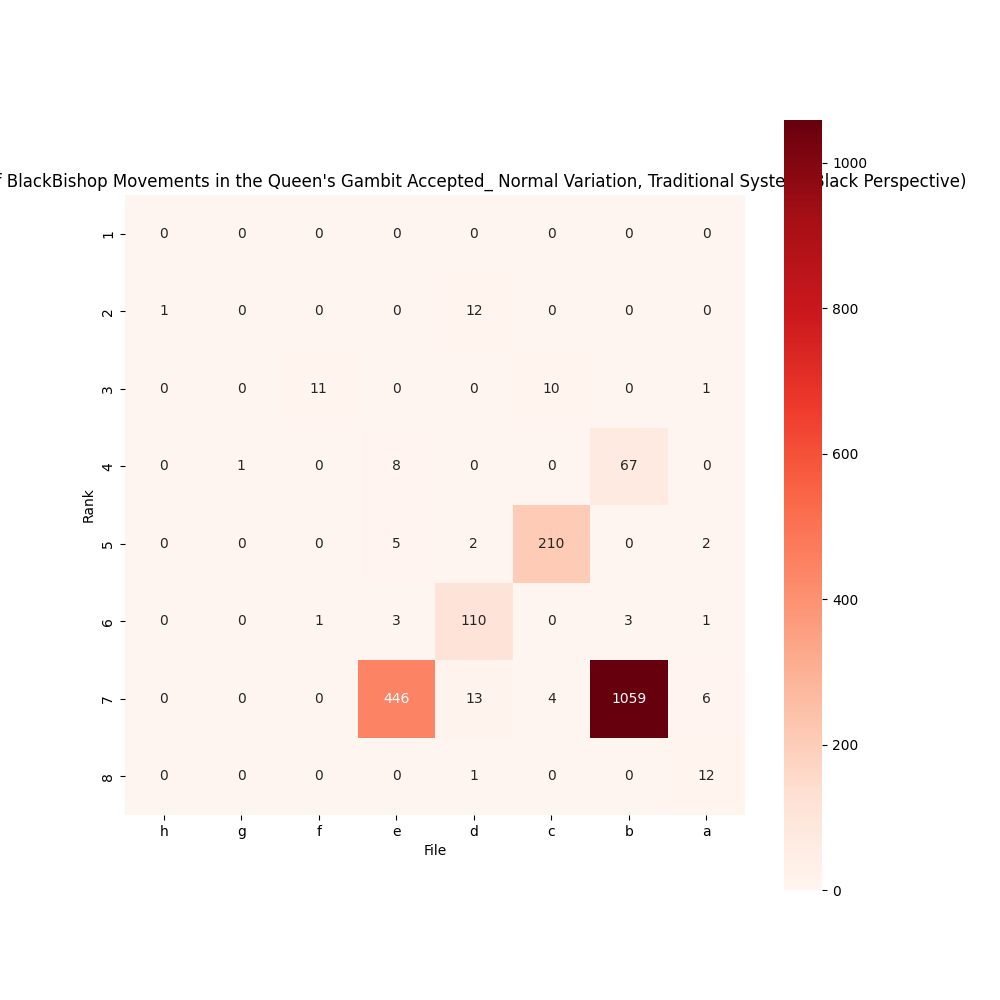 BlackBishop Movements in the Queen's Gambit Accepted_ Normal Variation, Traditional Black Perspective)
1000
1 0 0 0 0 0 0 0 0
2 1 0 0 0 12 0 0 0
800
3 0 0 11 0 0 10 0 1
600
4 0 1 0 8 0 0 67 0
Rank
5 0 0 0 5 2 210 0 2
400
6 0 0 1 3 110 0 3 1
7 0 0 0 446 13 4 1059 6
200
8 0 0 0 0 1 0 0 12
h g f e d c b a
File
0